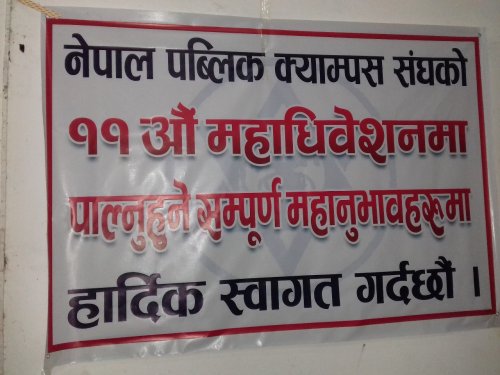 नेपाल पब्लिक क्याम्पस संघको
११ औं महाधिवेशनमा
पाल्नुहुने सम्पूर्ण महानुभावहरुमा
हार्दिक स्वागत गर्दछौं ।